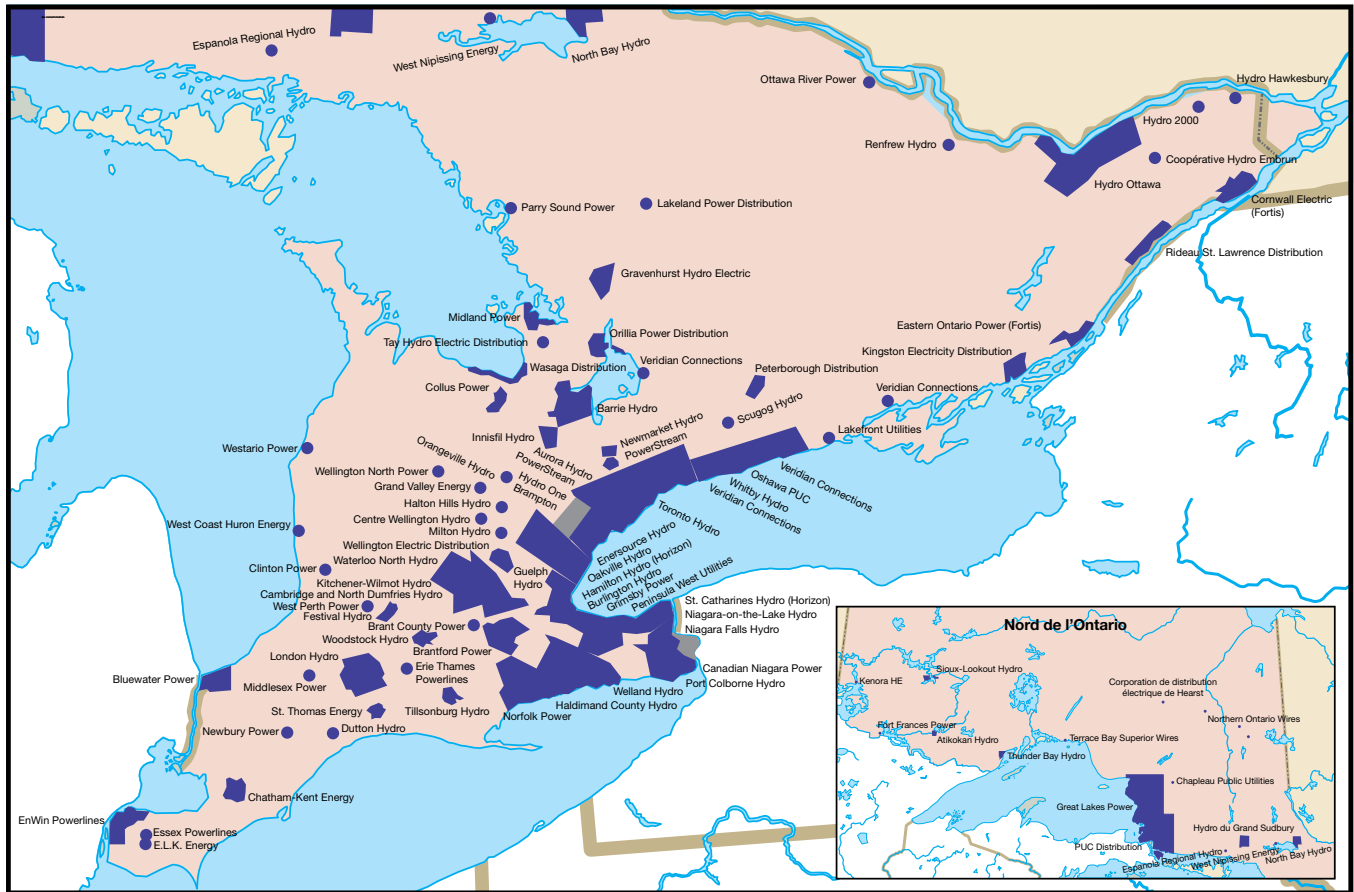 Espanola Regional Hydro
West Nipissing Energy
North Bay Hydro
Ottawa River Power
Hydro Hawkesbury
Hydro 2000
Renfrew Hydro
Coopérative Hydro Embrun
Hydro Ottawa
Cornwall Electric
(Fortis)
Parry Sound Power
Lakeland Power Distribution
Rideau St. Lawrence Distribution
Gravenhurst Hydro Electric
Midland Power
Eastern Ontario Power (Fortis)
Orillia Power Distribution
Tay Hydro Electric Distribution
Kingston Electricity Distribution
Veridian Connections
Wasaga Distribution
Peterborough Distribution
Collus Power
Veridian Connections
Barrie Hydro
Scugog Hydro
Newmarket Hydro
PowerStream
Lakefront Utilities
Innisfil Hydro
Aurora Hydro
PowerStream
Westario Power
Orangeville Hydro
Hydro One
Brampton
Wellington North Power
Grand Valley Energy
Halton Hills Hydro
Centre Wellington Hydro
Milton Hydro
Wellington Electric Distribution
Veridian Connections
Oshawa PUC
Whitby Hydro
Veridian Connections
Toronto Hydro
West Coast Huron Energy
Enersource Hydro
Oakville Hydro
Hamilton Hydro (Horizon)
Burlington Hydro
Grimsby Power
Peninsula West Utilities
Clinton Power
Waterloo North Hydro
Guelph
Hydro
Kitchener-Wilmot Hydro
Cambridge and North Dumfries Hydro
West Perth Power
Festival Hydro
Brant County Power
Woodstock Hydro
Brantford Power
St. Catharines Hydro (Horizon)
Niagara-on-the-Lake Hydro
Niagara Falls Hydro
London Hydro
Erie Thames
Powerlines
Canadian Niagara Power
Port Colborne Hydro
Bluewater Power
Middlesex Power
Welland Hydro
Haldimand County Hydro
St. Thomas Energy
Tillsonburg Hydro
Norfolk Power
Newbury Power
Dutton Hydro
Chatham-Kent Energy
EnWin Powerlines
Essex Powerlines
E.L.K. Energy
Nord de l'Ontario
Sioux-Lookout Hydro
Kenora HE
Corporation de distribution
électrique de Hearst
Northern Ontario Wires
Fort Frances Power
Atikokan Hydro
Terrace Bay Superior Wires
Thunder Bay Hydro
Chapleau Public Utilities
Great Lakes Power
Hydro du Grand Sudbury
PUC Distribution
Espanola Regional Hydro
West Nipissing Energy
North Bay Hydro